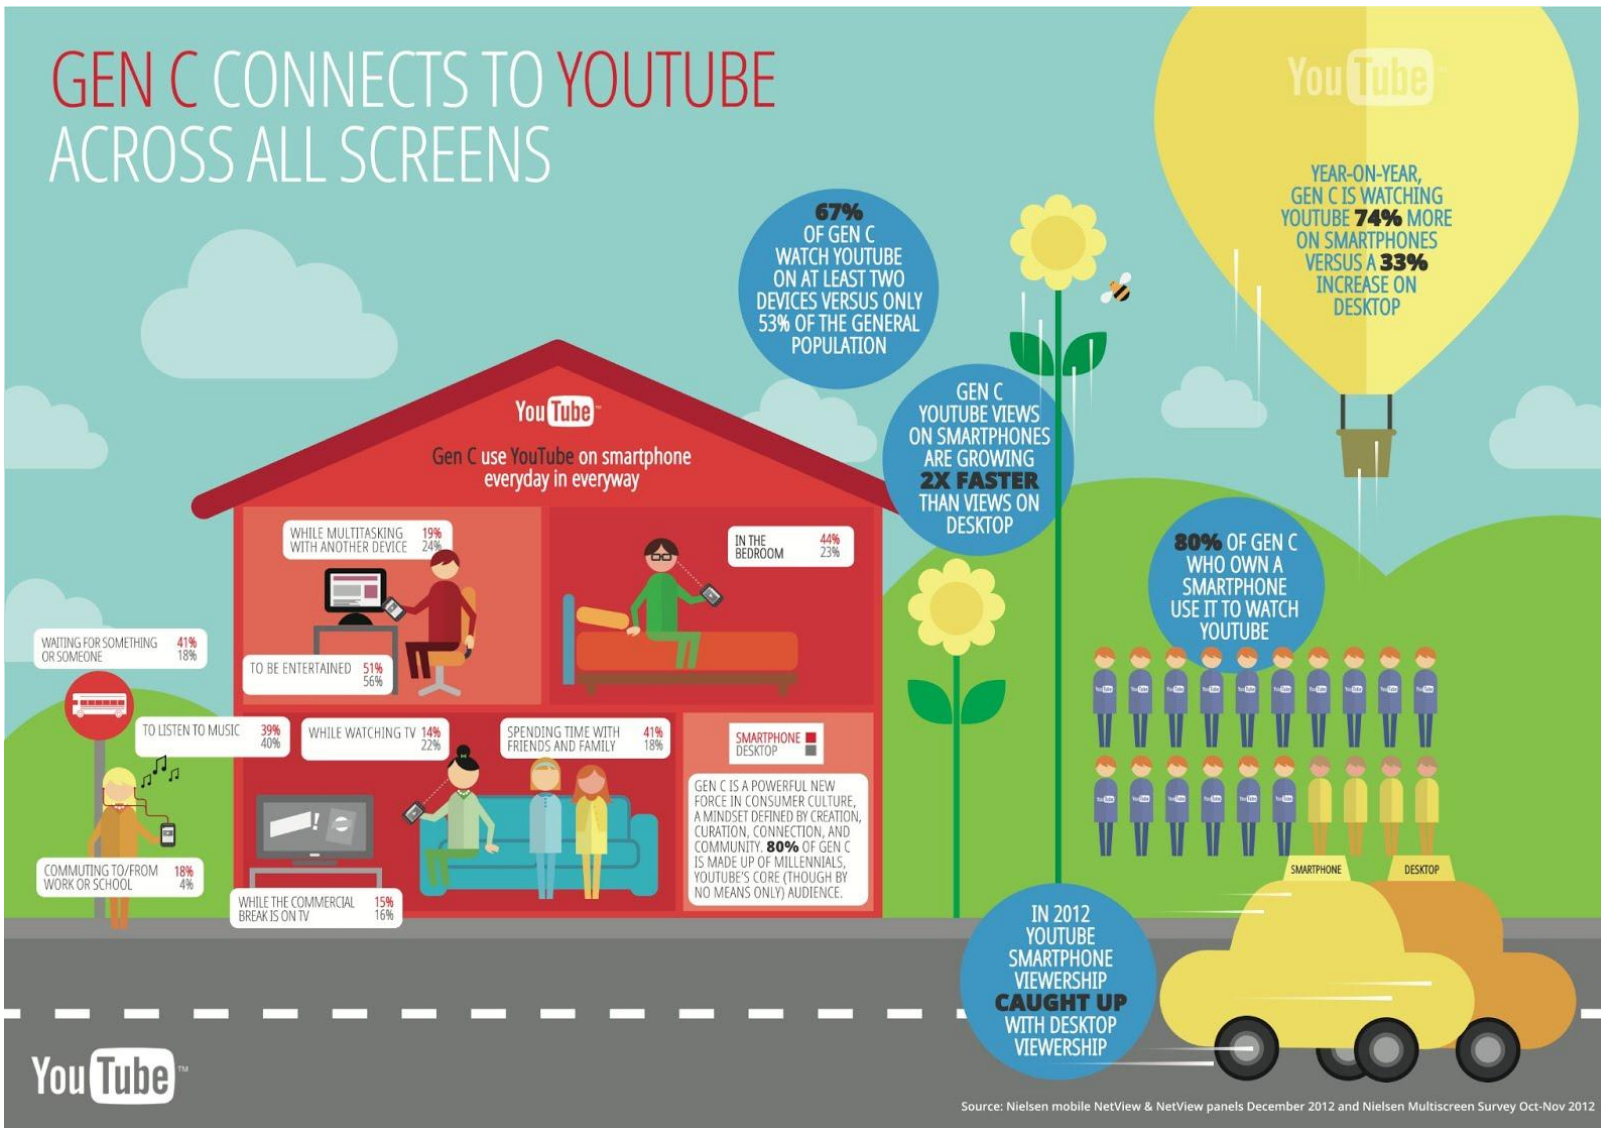 GEN C CONNECTS TO YOUTUBE
ACROSS ALL SCREENS
YouTube
YEAR-ON-YEAR,
GEN C IS WATCHING
YOUTUBE 74% MORE
ON SMARTPHONES
VERSUS A 33%
INCREASE ON
DESKTOP
67%
OF GEN C
WATCH YOUTUBE
ON AT LEAST TWO
DEVICES VERSUS ONLY
53% OF THE GENERAL
POPULATION
GEN C
YOUTUBE VIEWS
ON SMARTPHONES
ARE GROWING
2X FASTER
THAN VIEWS ON
DESKTOP
YouTube™
Gen C use YouTube on smartphone
everyday in everyway
WHILE MULTITASKING 19%
WITH ANOTHER DEVICE 24%
IN THE 44%
BEDROOM 23%
80% OF GEN C
WHO OWN A
SMARTPHONE
USE IT TO WATCH
YOUTUBE
WAITING FOR SOMETHING 41%
OR SOMEONE 18%
TO BE ENTERTAINED 51%
56%
TO LISTEN TO MUSIC 39%
40%
WHILE WATCHING TV 14%
22%
SPENDING TIME WITH 41%
FRIENDS AND FAMILY 18%
SMARTPHONE
DESKTOP
GEN C IS A POWERFUL NEW
FORCE IN CONSUMER CULTURE,
A MINDSET DEFINED BY CREATION,
CURATION, CONNECTION, AND
COMMUNITY. 80% OF GEN C
IS MADE UP OF MILLENNIALS,
YOUTUBE'S CORE (THOUGH BY
NO MEANS ONLY) AUDIENCE.
COMMUTING TO/FROM 18%
WORK OR SCHOOL 4%
WHILE THE COMMERCIAL 15%
BREAK IS ON TV 16%
SMARTPHONE
DESKTOP
IN 2012
YOUTUBE
SMARTPHONE
VIEWERSHIP
CAUGHT UP
WITH DESKTOP
VIEWERSHIP
YouTube™
Source: Nielsen mobile NetView & NetView panels December 2012 and Nielsen Multiscreen Survey Oct-Nov 2012